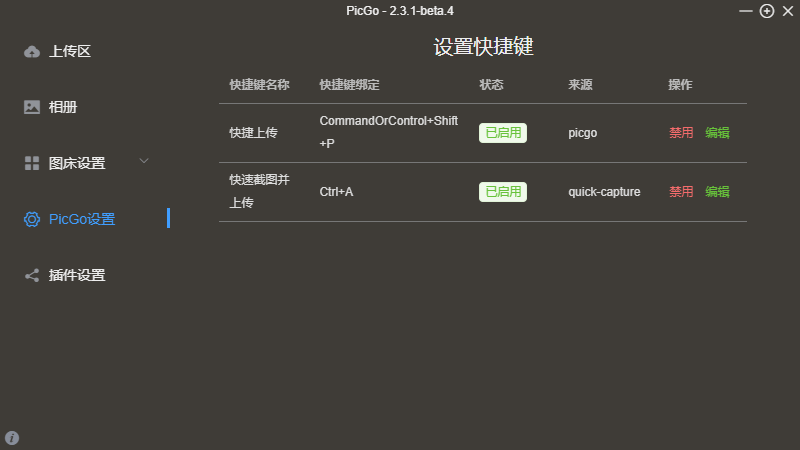 PicGo - 2.3.1-beta.4
上传区
相册
图床设置
PicGo设置
插件设置
设置快捷键
快捷键名称 快捷键绑定 状态 来源 操作
快捷上传 CommandOrControl+Shift+P 已启用 picgo 禁用 编辑
快速截图并上传 Ctrl+A 已启用 quick-capture 禁用 编辑